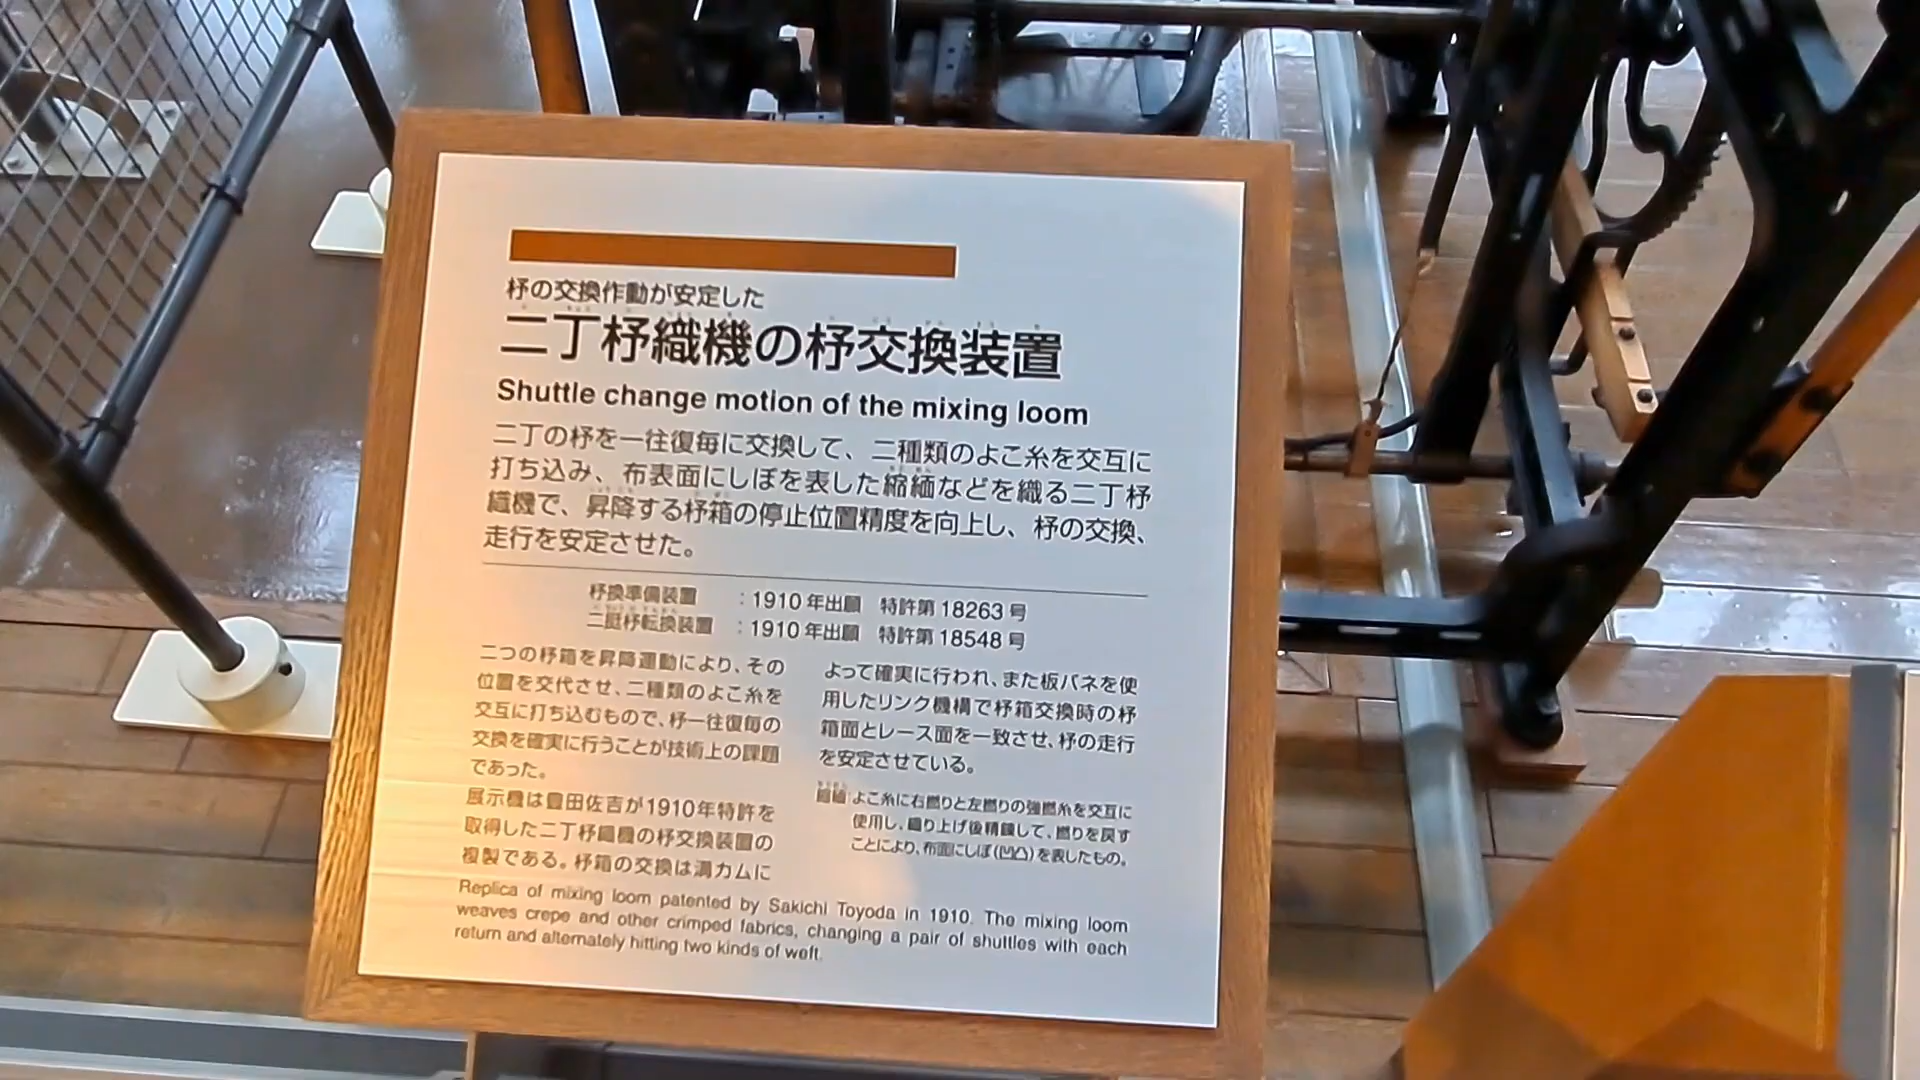 杼の交換作動が安定した
二丁杼織機の杼交換装置
Shuttle change motion of the mixing loom
二丁の杼を一往復毎に交換して、二種類のよこ糸を交互に
打ち込み、布表面にしぼを表した縮緬などを織る二丁杼
織機で、昇降する杼箱の停止位置精度を向上し、杼の交換、
走行を安定させた。
杼換準備装置 : 1910年出願 特許第18263号
二挺杼転換装置 : 1910年出願 特許第18548号
二つの杼箱を昇降運動により、その
位置を交代させ、二種類のよこ糸を
交互に打ち込むもので、杼一往復毎の
交換を確実に行うことが技術上の課題
であった。
展示機は豊田佐吉が1910年特許を
取得した二丁杼織機の杼交換装置の
複製である。杼箱の交換は溝カムに
よって確実に行われ、また板バネを使
用したリンク機構で杼箱交換時の杼
箱面とレース面を一致させ、杼の走行
を安定させている。
縮緬 よこ糸に右撚りと左撚りの強撚糸を交互に
使用し、織り上げ後精錬して、撚りを戻す
ことにより、布面にしぼ(凹凸)を表したもの。
Replica of mixing loom patented by Sakichi Toyoda in 1910. The mixing loom
weaves crepe and other crimped fabrics, changing a pair of shuttles with each
return and alternately hitting two kinds of weft.